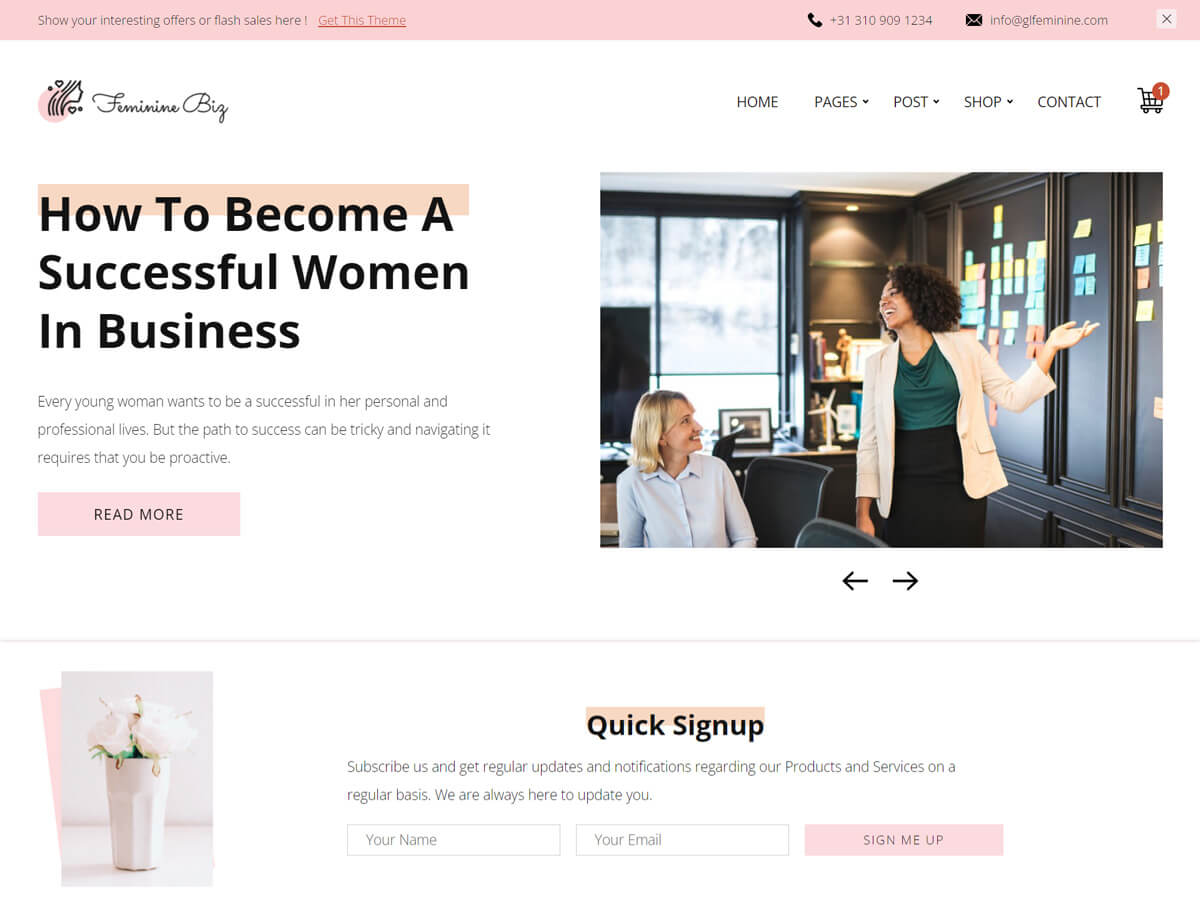 Show your interesting offers or flash sales here ! Get This Theme
+31 310 909 1234
info@glfeminine.com
Feminine Biz
HOME PAGES POST SHOP CONTACT
1
How To Become A
Successful Women
In Business
Every young woman wants to be a successful in her personal and
professional lives. But the path to success can be tricky and navigating it
requires that you be proactive.
READ MORE
Quick Signup
Subscribe us and get regular updates and notifications regarding our Products and Services on a
regular basis. We are always here to update you.
Your Name
Your Email
SIGN ME UP